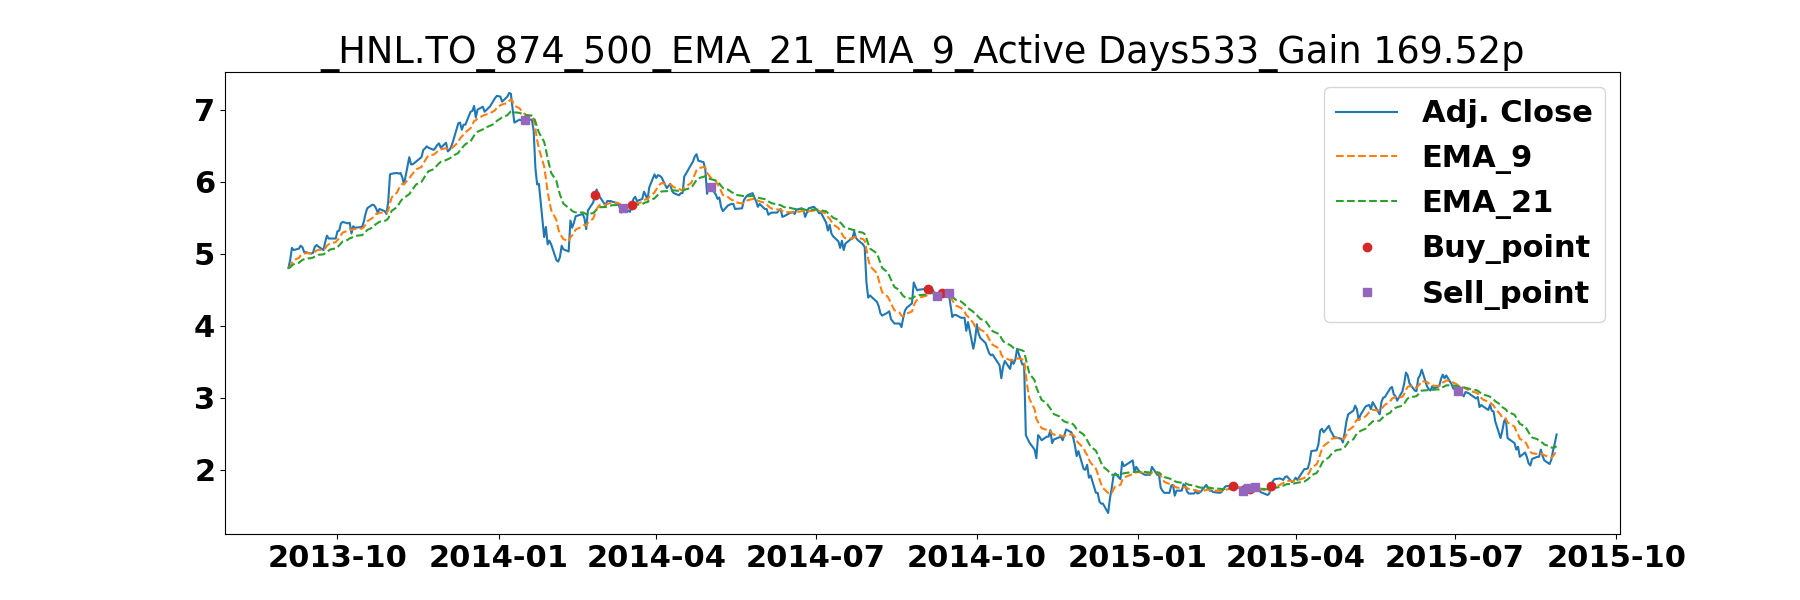 _HNL.TO_874_500_EMA_21_EMA_9_Active Days533_Gain 169.52p
7
6
5
4
3
2
Adj. Close
EMA_9
EMA_21
Buy_point
Sell_point
2013-10 2014-01 2014-04 2014-07 2014-10 2015-01 2015-04 2015-07 2015-10